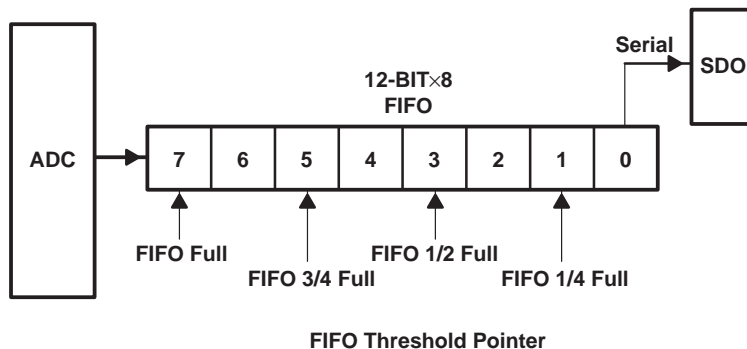 Serial
SDO
12-BIT×8
FIFO
ADC
7 6 5 4 3 2 1 0
FIFO Full
FIFO 1/2 Full
FIFO 3/4 Full
FIFO 1/4 Full
FIFO Threshold Pointer